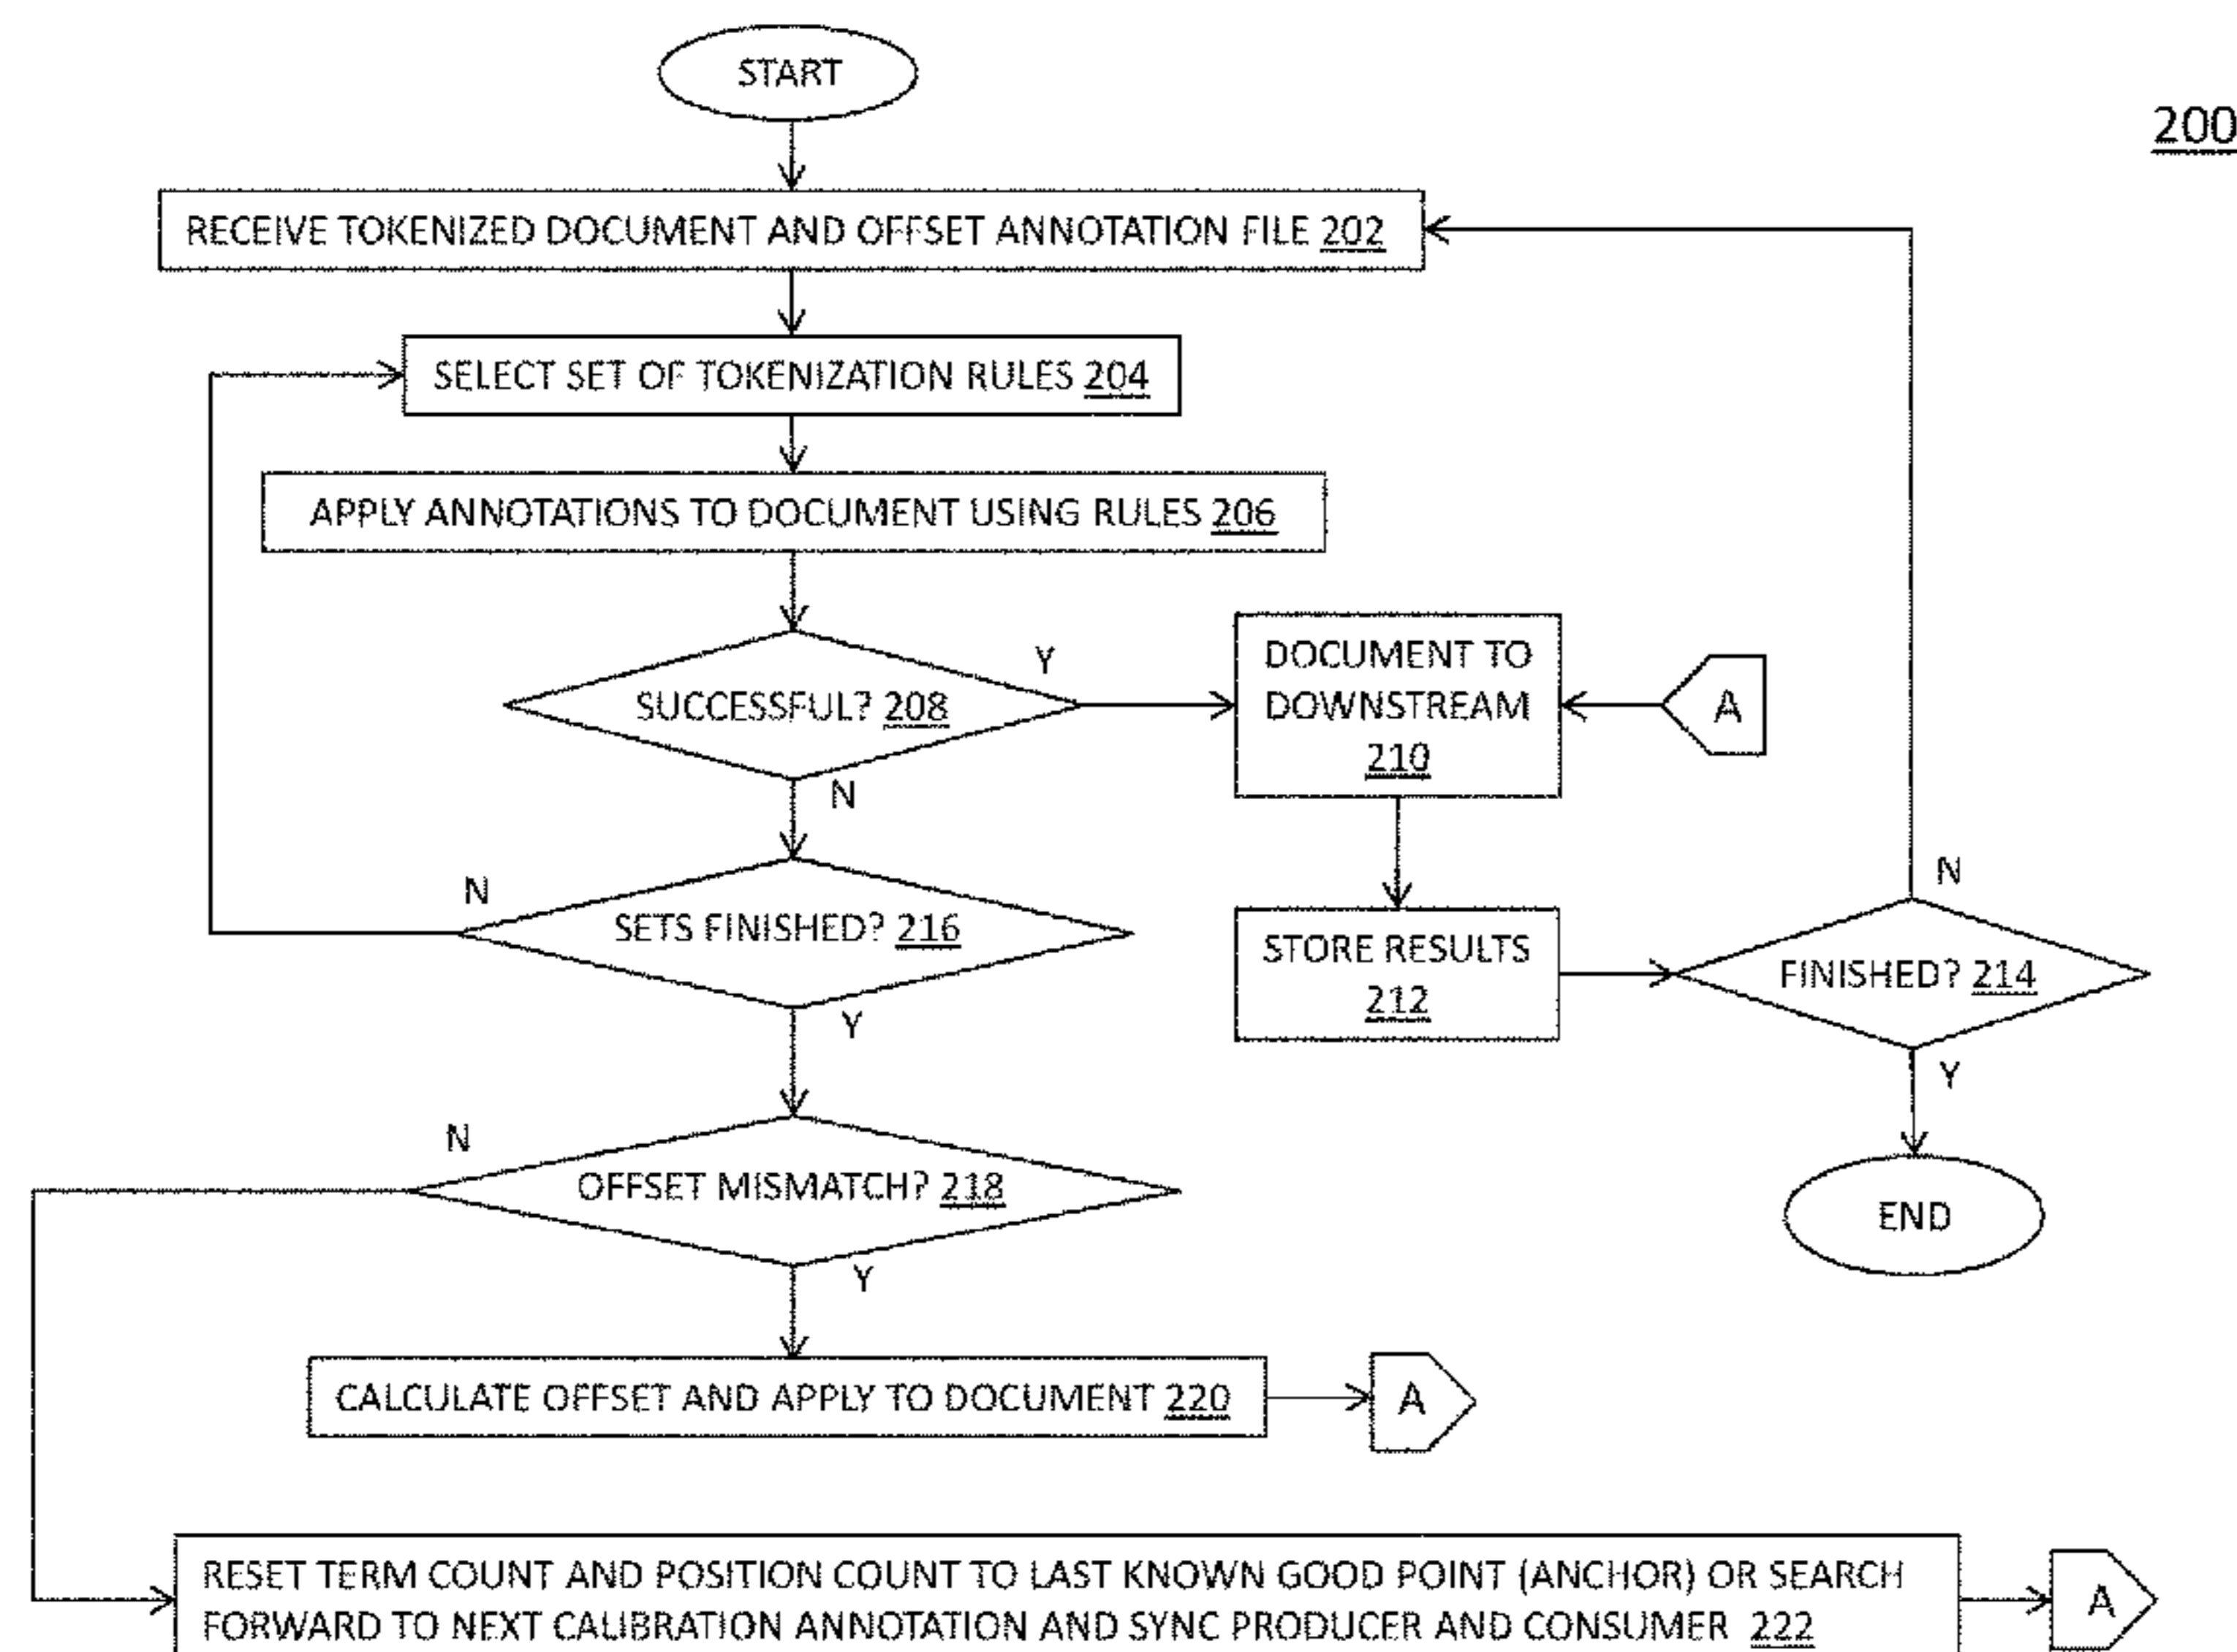 START
200
RECEIVE TOKENIZED DOCUMENT AND OFFSET ANNOTATION FILE 202
SELECT SET OF TOKENIZATION RULES 204
APPLY ANNOTATIONS TO DOCUMENT USING RULES 206
SUCCESSFUL? 208
Y
N
DOCUMENT TO
DOWNSTREAM
210
A
SETS FINISHED? 216
N
Y
STORE RESULTS
212
FINISHED? 214
N
Y
END
OFFSET MISMATCH? 218
N
Y
CALCULATE OFFSET AND APPLY TO DOCUMENT 220
A
RESET TERM COUNT AND POSITION COUNT TO LAST KNOWN GOOD POINT (ANCHOR) OR SEARCH
FORWARD TO NEXT CALIBRATION ANNOTATION AND SYNC PRODUCER AND CONSUMER 222
A